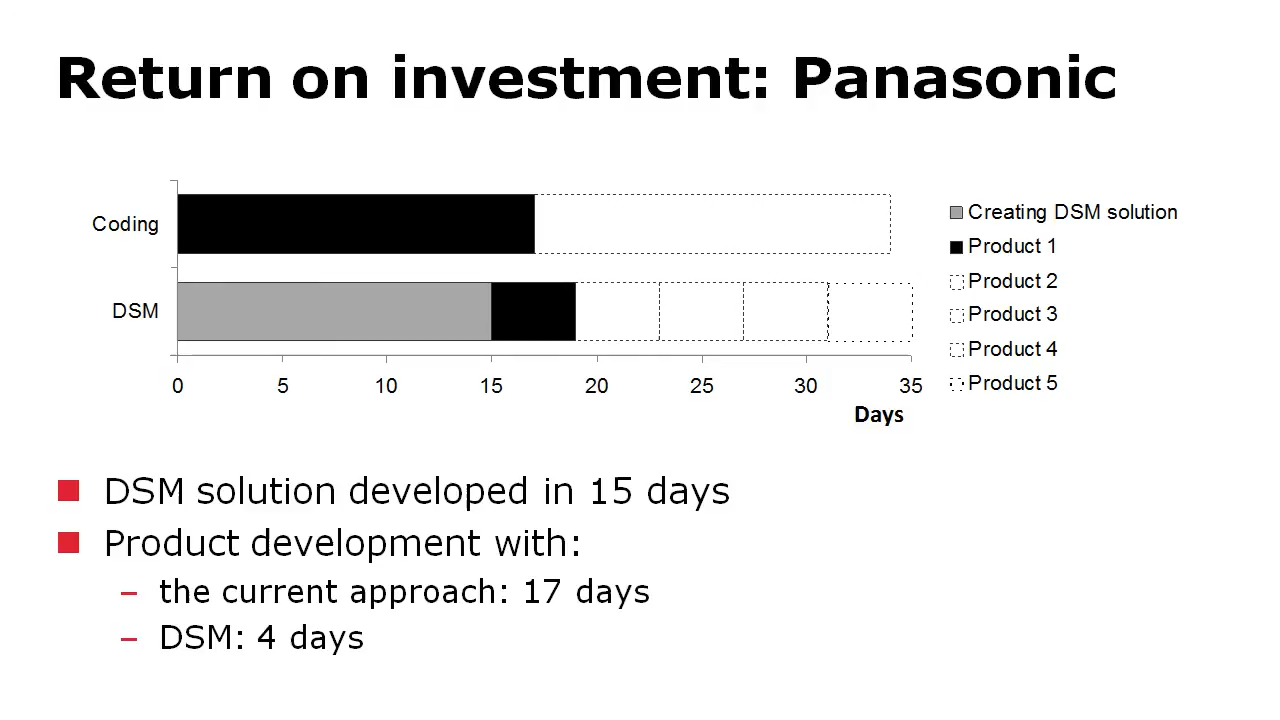 Return on investment: Panasonic
Coding
DSM
0 5 10 15 20 25 30 35
Days
Creating DSM solution
Product 1
Product 2
Product 3
Product 4
Product 5
DSM solution developed in 15 days
Product development with:
– the current approach: 17 days
– DSM: 4 days